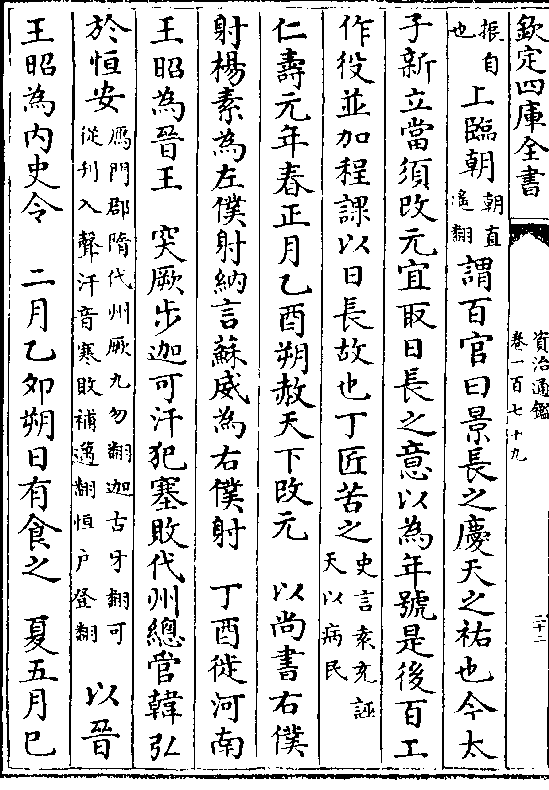 欽定四庫全書
資治通鑑
卷一百七十九
二十二
振自
也
上臨朝
朝直
遙翻
謂百官曰景長之慶天之祐也今太
子新立當須改元宜取日長之意以為年號是後百工
作役並加程課以日長故也丁匠苦之
史言袁充誣
天以病民
仁壽元年春正月乙酉朔赦天下改元 以尚書右僕
射楊素為左僕射納言蘇威為右僕射 丁酉徙河南
王昭為晉王 突厥步迦可汗犯塞敗代州總管韓弘
於恒安
鴈門郡隋代州厥九勿翻迦古牙翻可
從刋入聲汗音寒敗補邁翻恒戶登翻
以晉
王昭為內史令 二月乙卯朔日有食之 夏五月己